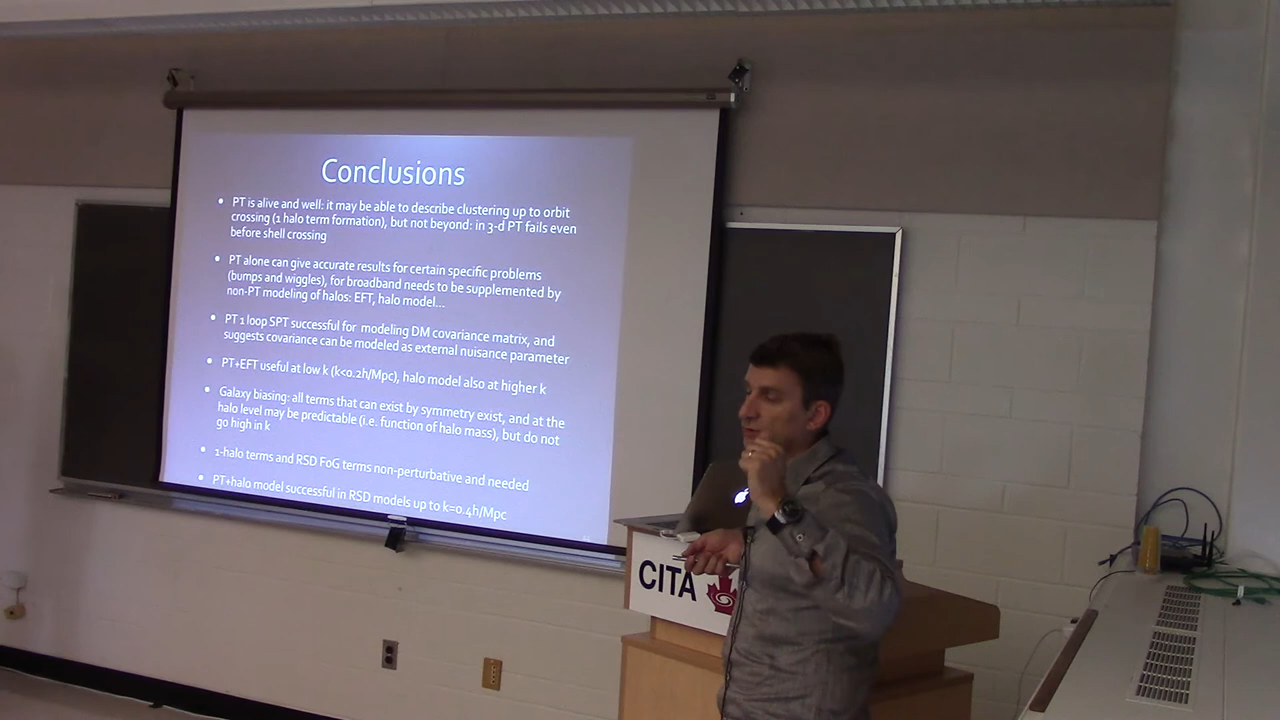 Conclusions
• PT is alive and well: it may be able to describe clustering up to orbit
crossing (1 halo term formation), but not beyond: in 3-d PT fails even
before shell crossing
• PT alone can give accurate results for certain specific problems
(bumps and wiggles), for broadband needs to be supplemented by
non-PT modeling of halos: EFT, halo model...
• PT 1 loop SPT successful for modeling DM covariance matrix, and
suggests covariance can be modeled as external nuisance parameter
• PT+EFT useful at low k (k<0.2h/Mpc), halo model also at higher k
• Galaxy biasing: all terms that can exist by symmetry exist, and at the
halo level may be predictable (i.e. function of halo mass), but do not
go high in k
• 1-halo terms and RSD FoG terms non-perturbative and needed
• PT+halo model successful in RSD models up to k=0.4h/Mpc
CITA